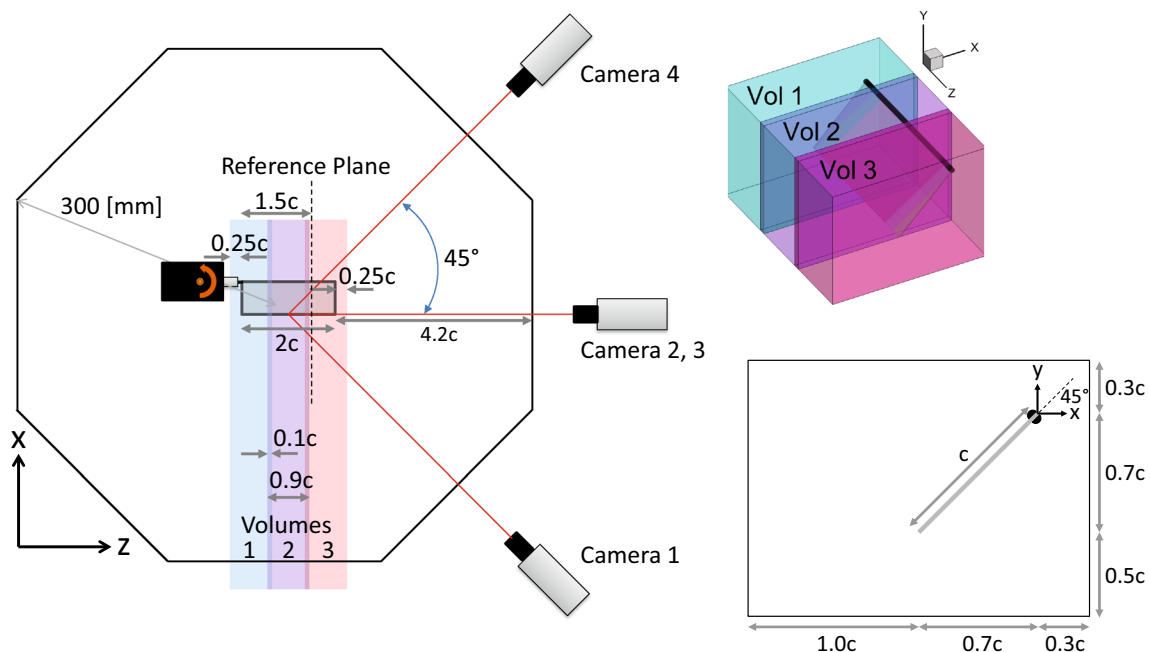 Camera 4
Reference Plane
300 [mm]
1.5c
0.25c
45°
0.25c
2c
4.2c
Camera 2, 3
0.1c
0.9c
Volumes
1 2 3
Camera 1
X
Z
Y
X
Z
Vol 1
Vol 2
Vol 3
y
x
45°
c
0.3c
0.7c
0.5c
1.0c 0.7c 0.3c